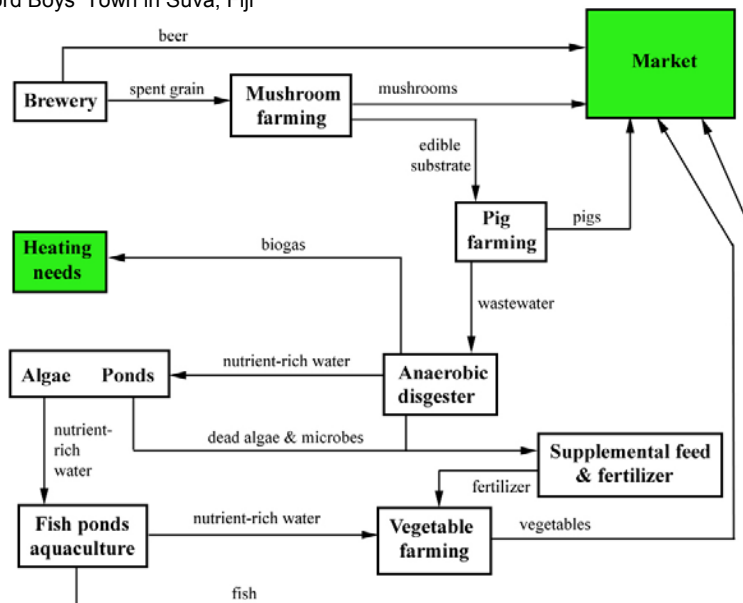 ord Boys' Town in Suva, Fiji
beer
Market
Brewery
spent grain
Mushroom
farming
mushrooms
edible
substrate
Pig
farming
pigs
Heating
needs
biogas
wastewater
nutrient-rich water
Algae Ponds
Anaerobic
disgester
nutrient-
rich
water
dead algae & microbes
Supplemental feed
& fertilizer
fertilizer
Fish ponds
aquaculture
nutrient-rich water
Vegetable
farming
vegetables
fish